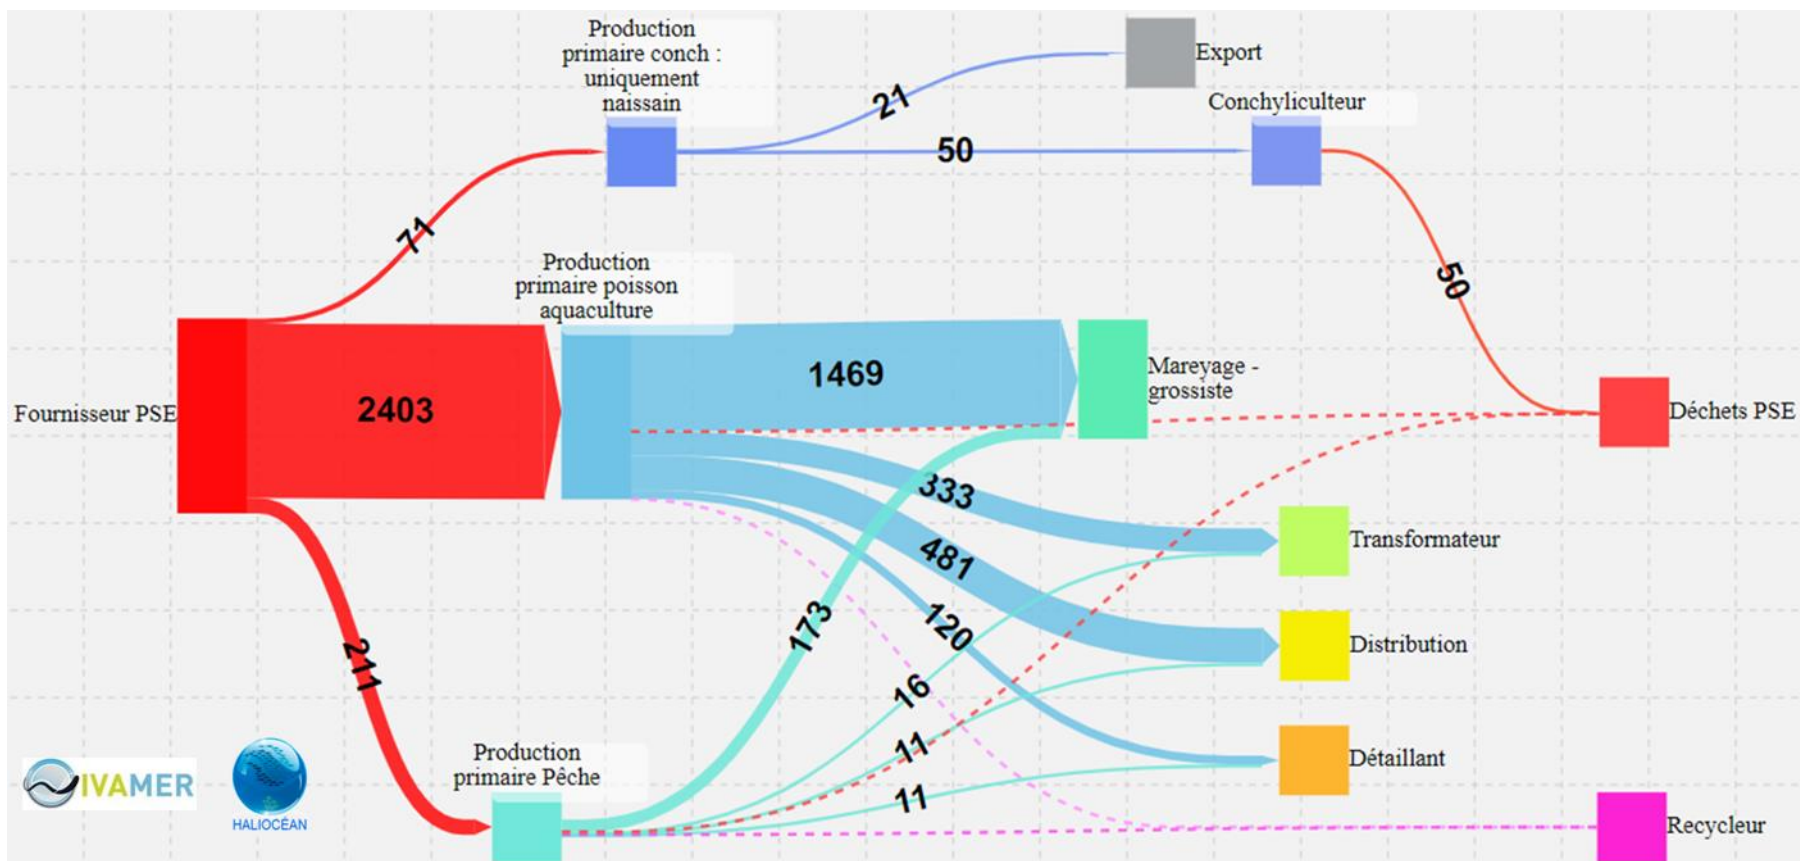 Production
primaire conch :
uniquement
naissain
Export
21
Conchyliculteur
50
71
50
Production
primaire poisson
aquaculture
1469
Mareyage -
grossiste
Fournisseur PSE
2403
Déchets PSE
333
Transformateur
481
173
120
Distribution
211
16
11
Détaillant
Production
primaire Pêche
11
Recycleur
IVAMER
HALIOCÉAN